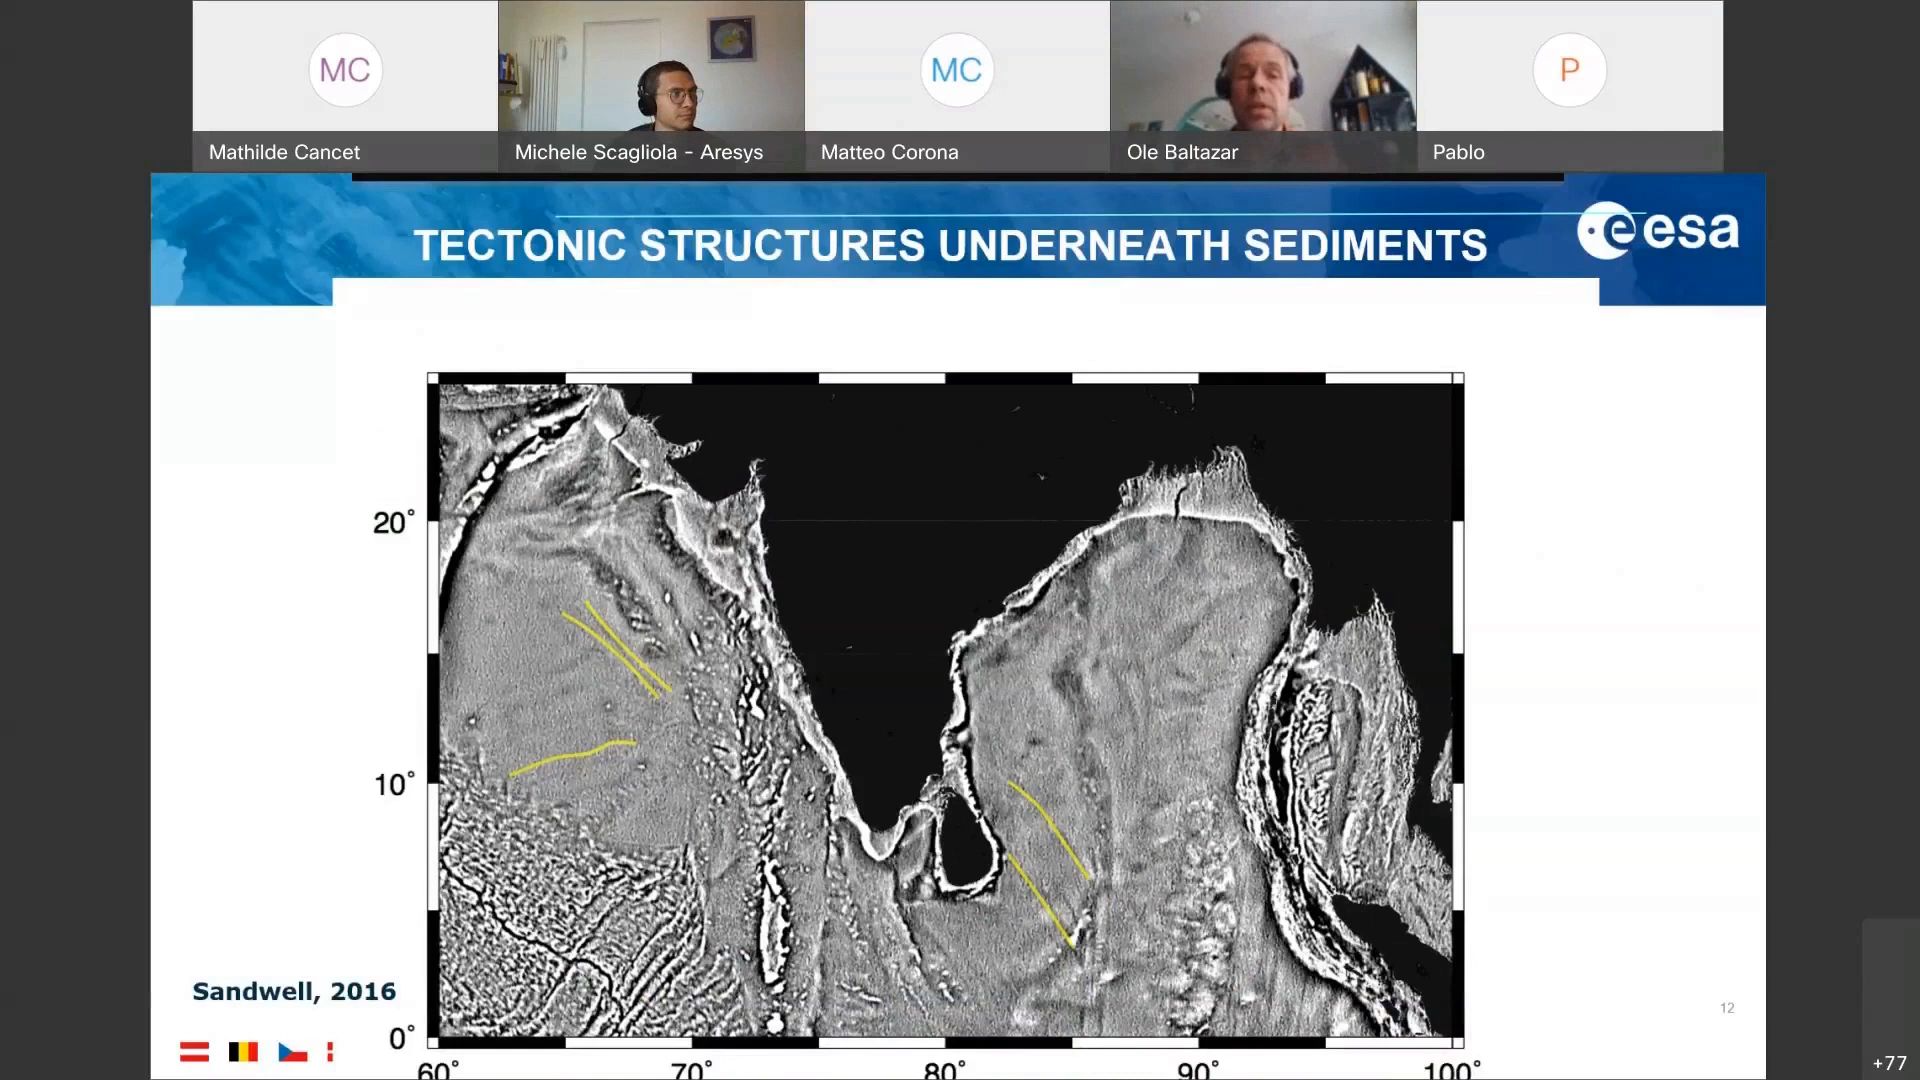 MC
MC
P
Mathilde Cancet
Michele Scagliola - Aresys
Matteo Corona
Ole Baltazar
Pablo
TECTONIC STRUCTURES UNDERNEATH SEDIMENTS
esa
20°
10°
0°
60° 70° 80° 90° 100°
Sandwell, 2016
12
+77